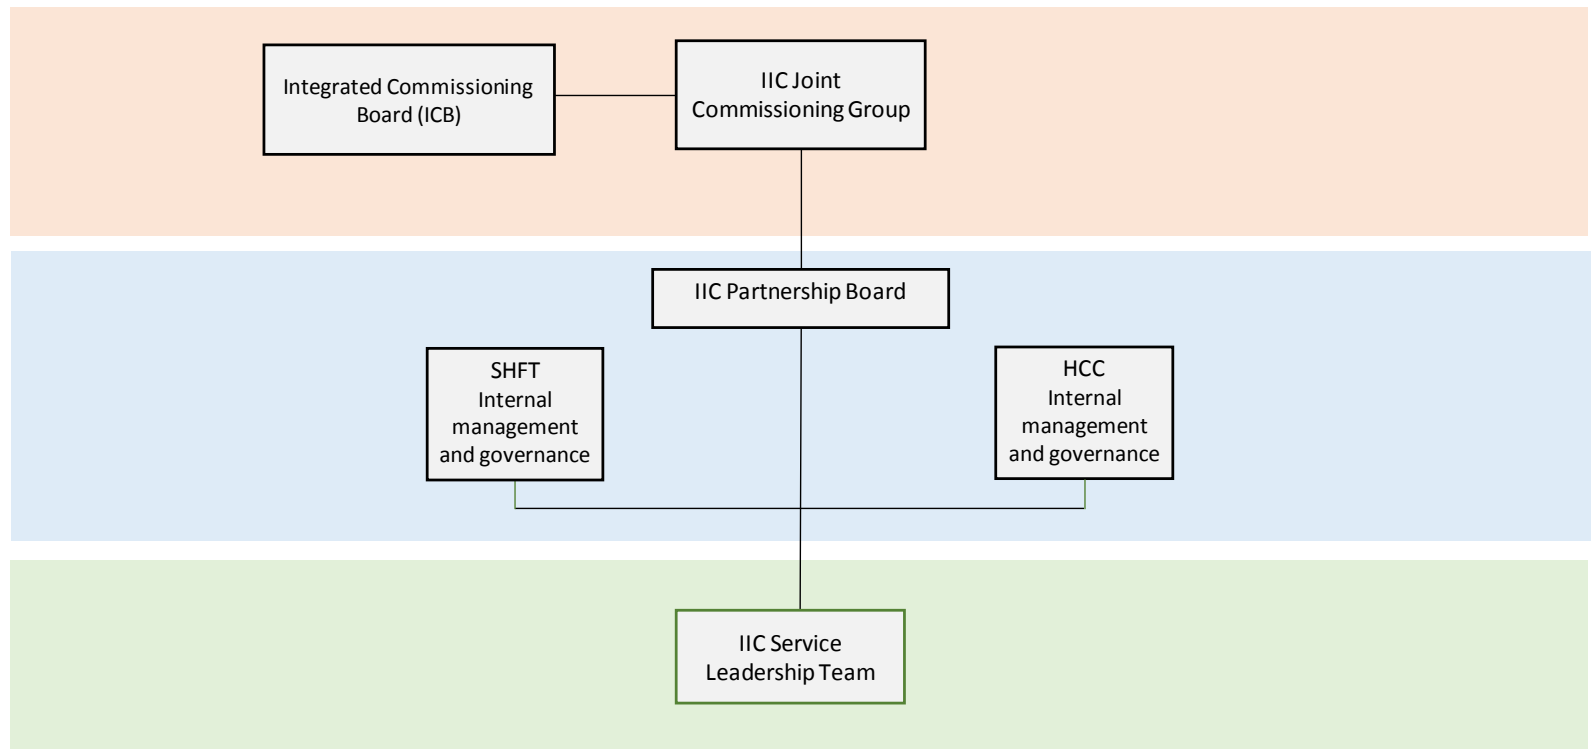 Integrated Commissioning
Board (ICB)
IIC Joint
Commissioning Group
IIC Partnership Board
SHFT
Internal
management
and governance
HCC
Internal
management
and governance
IIC Service
Leadership Team